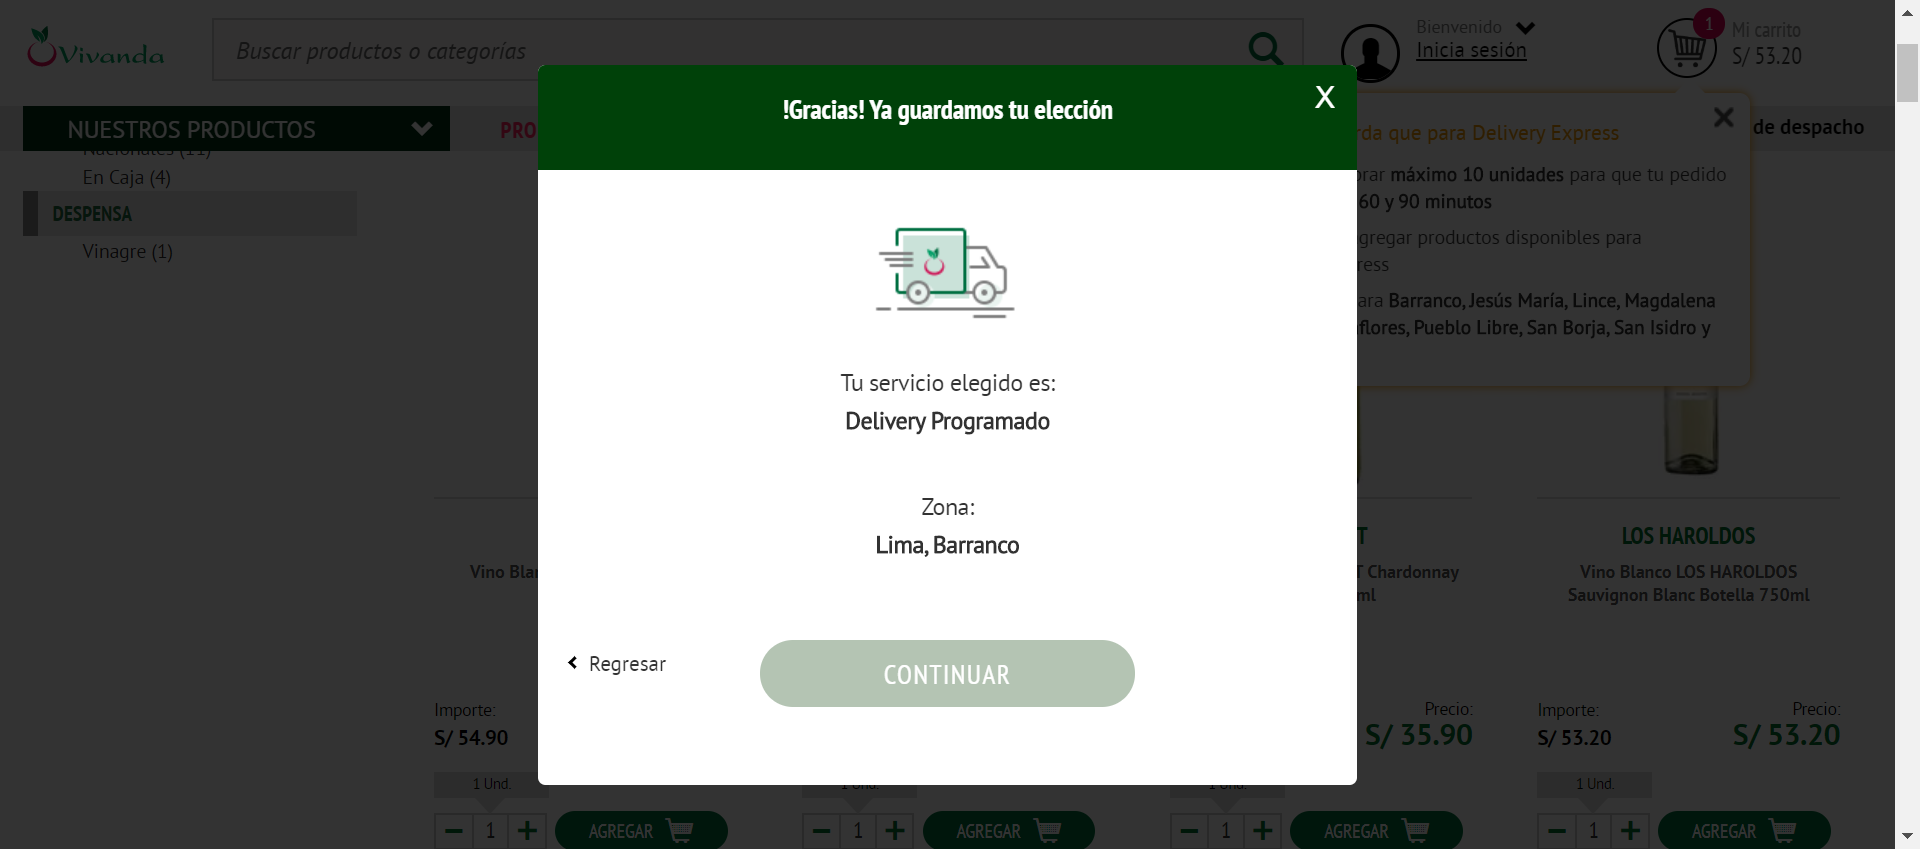 Vivanda
Buscar productos o categorías
Bienvenido
Inicia sesión
1
Mi carrito
S/ 53.20
NUESTROS PRODUCTOS
PRO
de despacho
Nacionales (11)
En Caja (4)
DESPENSA
Vinagre (1)
!Gracias! Ya guardamos tu elección
X
Tu servicio elegido es:
Delivery Programado
Zona:
Lima, Barranco
Regresar
CONTINUAR
rda que para Delivery Express
rar máximo 10 unidades para que tu pedido
60 y 90 minutos
gregar productos disponibles para
ress
ara Barranco, Jesús María, Lince, Magdalena
aflores, Pueblo Libre, San Borja, San Isidro y
Vino Blan
T
T Chardonnay
ml
LOS HAROLDOS
Vino Blanco LOS HAROLDOS
Sauvignon Blanc Botella 750ml
Importe:
S/ 54.90
Precio:
S/ 35.90
Importe:
S/ 53.20
Precio:
S/ 53.20
1 Und.
1 Und.
1 Und.
1 Und.
1
AGREGAR
1
AGREGAR
1
AGREGAR
1
AGREGAR